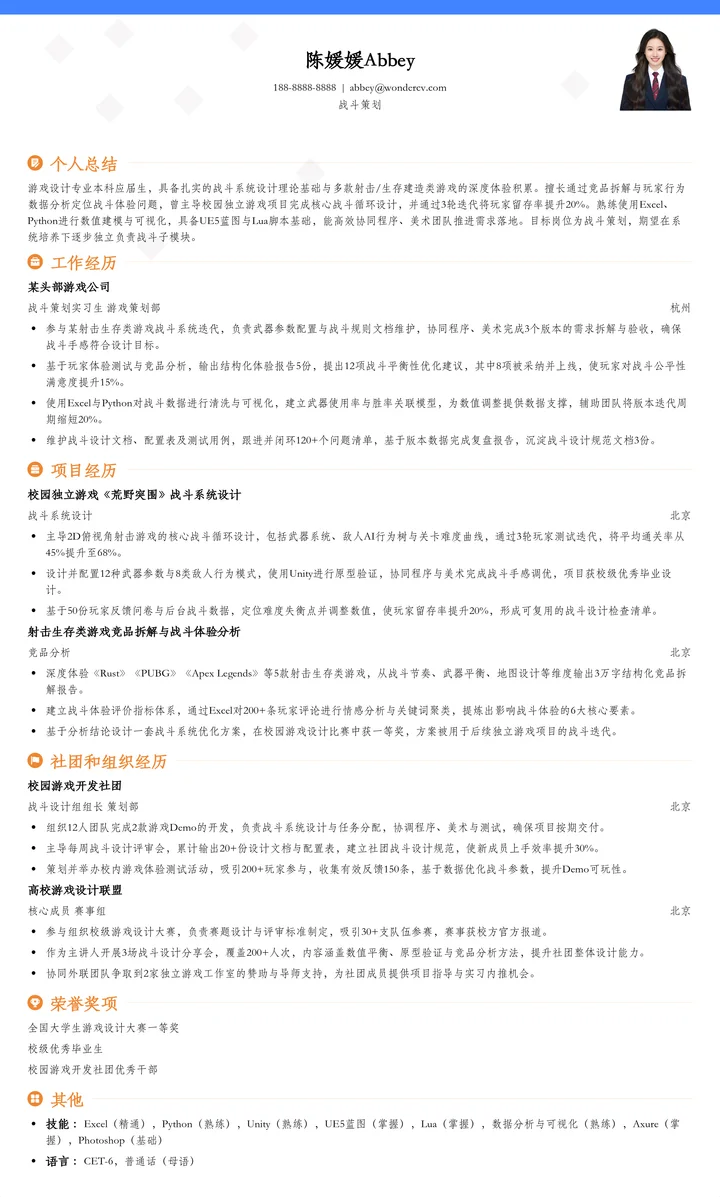 陈媛媛Abbey
188-8888-8888 | abbey@wondercv.com
战斗策划
个人总结
游戏设计专业本科应届生，具备扎实的战斗系统设计理论基础与多款射击/生存建造类游戏的深度体验积累。擅长通过竞品拆解与玩家行为
数据分析定位战斗体验问题，曾主导校园独立游戏项目完成核心战斗循环设计，并通过3轮迭代将玩家留存率提升20%。熟练使用Excel、
Python进行数值建模与可视化，具备UE5蓝图与Lua脚本基础，能高效协同程序、美术团队推进需求落地。目标岗位为战斗策划，期望在系
统培养下逐步独立负责战斗子模块。
工作经历
某头部游戏公司
战斗策划实习生 游戏策划部 杭州
• 参与某射击生存类游戏战斗系统迭代，负责武器参数配置与战斗规则文档维护，协同程序、美术完成3个版本的需求拆解与验收，确保
战斗手感符合设计目标。
• 基于玩家体验测试与竞品分析，输出结构化体验报告5份，提出12项战斗平衡性优化建议，其中8项被采纳并上线，使玩家对战斗公平性
满意度提升15%。
• 使用Excel与Python对战斗数据进行清洗与可视化，建立武器使用率与胜率关联模型，为数值调整提供数据支撑，辅助团队将版本迭代周
期缩短20%。
• 维护战斗设计文档、配置表及测试用例，跟进并闭环120+个问题清单，基于版本数据完成复盘报告，沉淀战斗设计规范文档3份。
项目经历
校园独立游戏《荒野突围》战斗系统设计
战斗系统设计 北京
• 主导2D俯视角射击游戏的核心战斗循环设计，包括武器系统、敌人AI行为树与关卡难度曲线，通过3轮玩家测试迭代，将平均通关率从
45%提升至68%。
• 设计并配置12种武器参数与8类敌人行为模式，使用Unity进行原型验证，协同程序与美术完成战斗手感调优，项目获校级优秀毕业设
计。
• 基于50份玩家反馈问卷与后台战斗数据，定位难度失衡点并调整数值，使玩家留存率提升20%，形成可复用的战斗设计检查清单。
射击生存类游戏竞品拆解与战斗体验分析
竞品分析 北京
• 深度体验《Rust》《PUBG》《Apex Legends》等5款射击生存类游戏，从战斗节奏、武器平衡、地图设计等维度输出3万字结构化竞品拆
解报告。
• 建立战斗体验评价指标体系，通过Excel对200+条玩家评论进行情感分析与关键词聚类，提炼出影响战斗体验的6大核心要素。
• 基于分析结论设计一套战斗系统优化方案，在校园游戏设计比赛中获一等奖，方案被用于后续独立游戏项目的战斗迭代。
社团和组织经历
校园游戏开发社团
战斗设计组组长 策划部 北京
• 组织12人团队完成2款游戏Demo的开发，负责战斗系统设计与任务分配，协调程序、美术与测试，确保项目按期交付。
• 主导每周战斗设计评审会，累计输出20+份设计文档与配置表，建立社团战斗设计规范，使新成员上手效率提升30%。
• 策划并举办校内游戏体验测试活动，吸引200+玩家参与，收集有效反馈150条，基于数据优化战斗参数，提升Demo可玩性。
高校游戏设计联盟
核心成员 赛事组 北京
• 参与组织校级游戏设计大赛，负责赛题设计与评审标准制定，吸引30+支队伍参赛，赛事获校方官方报道。
• 作为主讲人开展3场战斗设计分享会，覆盖200+人次，内容涵盖数值平衡、原型验证与竞品分析方法，提升社团整体设计能力。
• 协同外联团队争取到2家独立游戏工作室的赞助与导师支持，为社团成员提供项目指导与实习内推机会。
荣誉奖项
全国大学生游戏设计大赛一等奖
校级优秀毕业生
校园游戏开发社团优秀干部
其他
• 技能： Excel（精通）, Python（熟练）, Unity（熟练）, UE5蓝图（掌握）, Lua（掌握）, 数据分析与可视化（熟练）, Axure（掌
握）, Photoshop（基础）
• 语言： CET-6，普通话（母语）